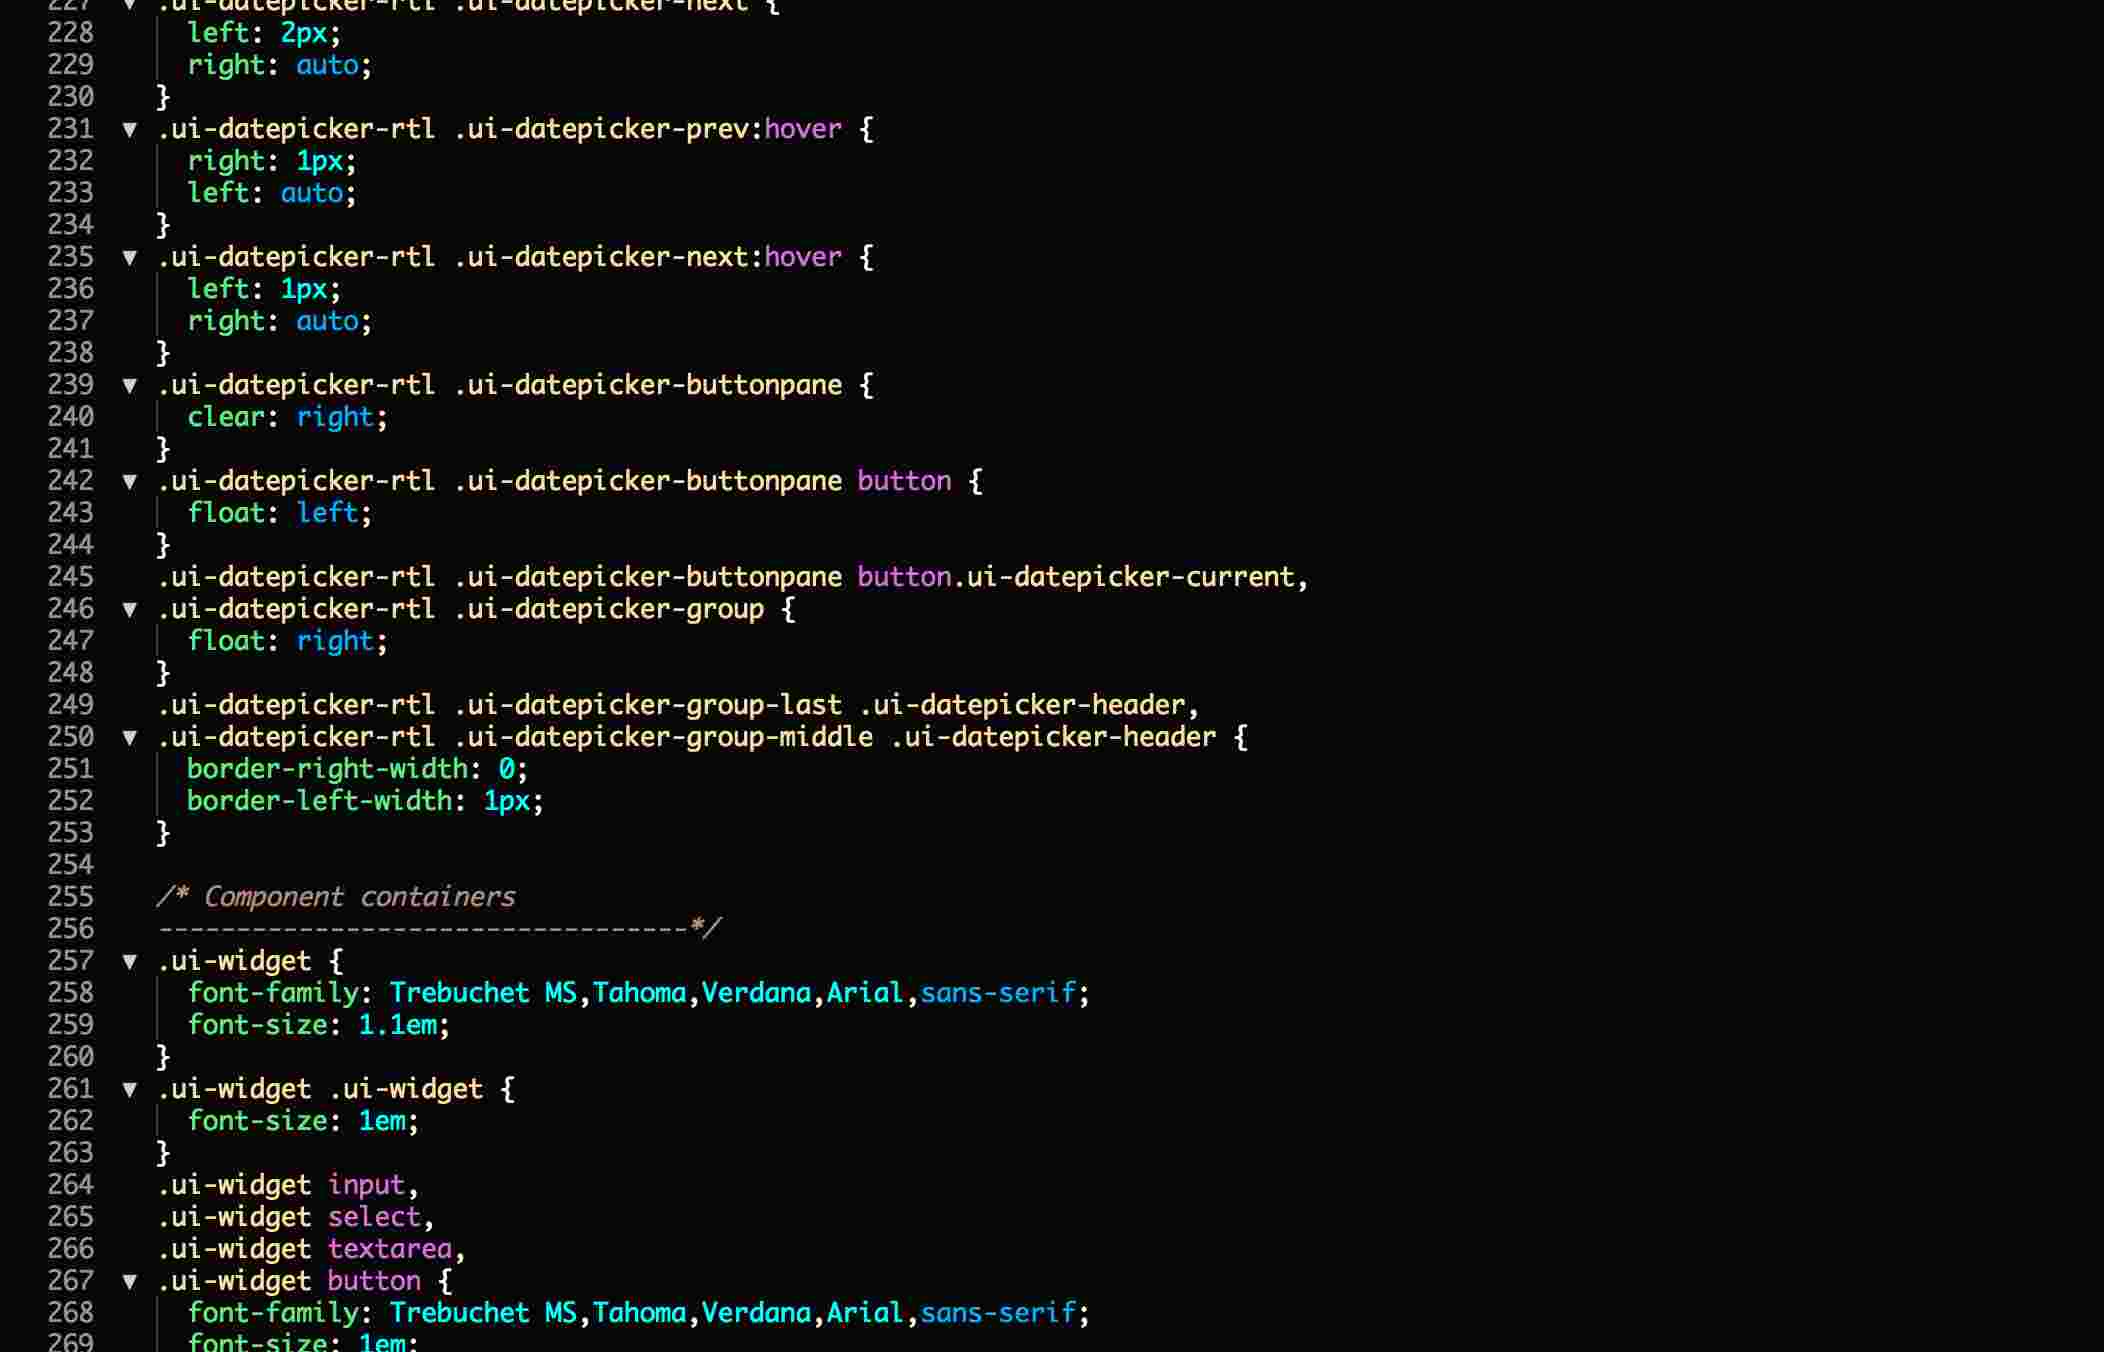 227 ▼ .ui-datepicker-rtl .ui-datepicker-next {
228 left: 2px;
229 right: auto;
230 }
231 ▼ .ui-datepicker-rtl .ui-datepicker-prev:hover {
232 right: 1px;
233 left: auto;
234 }
235 ▼ .ui-datepicker-rtl .ui-datepicker-next:hover {
236 left: 1px;
237 right: auto;
238 }
239 ▼ .ui-datepicker-rtl .ui-datepicker-buttonpane {
240 clear: right;
241 }
242 ▼ .ui-datepicker-rtl .ui-datepicker-buttonpane button {
243 float: left;
244 }
245 .ui-datepicker-rtl .ui-datepicker-buttonpane button.ui-datepicker-current,
246 ▼ .ui-datepicker-rtl .ui-datepicker-group {
247 float: right;
248 }
249 .ui-datepicker-rtl .ui-datepicker-group-last .ui-datepicker-header,
250 ▼ .ui-datepicker-rtl .ui-datepicker-group-middle .ui-datepicker-header {
251 border-right-width: 0;
252 border-left-width: 1px;
253 }
254
255 /* Component containers
256 ----------------------------------*/
257 ▼ .ui-widget {
258 font-family: Trebuchet MS,Tahoma,Verdana,Arial,sans-serif;
259 font-size: 1.1em;
260 }
261 ▼ .ui-widget .ui-widget {
262 font-size: 1em;
263 }
264 .ui-widget input,
265 .ui-widget select,
266 .ui-widget textarea,
267 ▼ .ui-widget button {
268 font-family: Trebuchet MS,Tahoma,Verdana,Arial,sans-serif;
269 font-size: 1em;